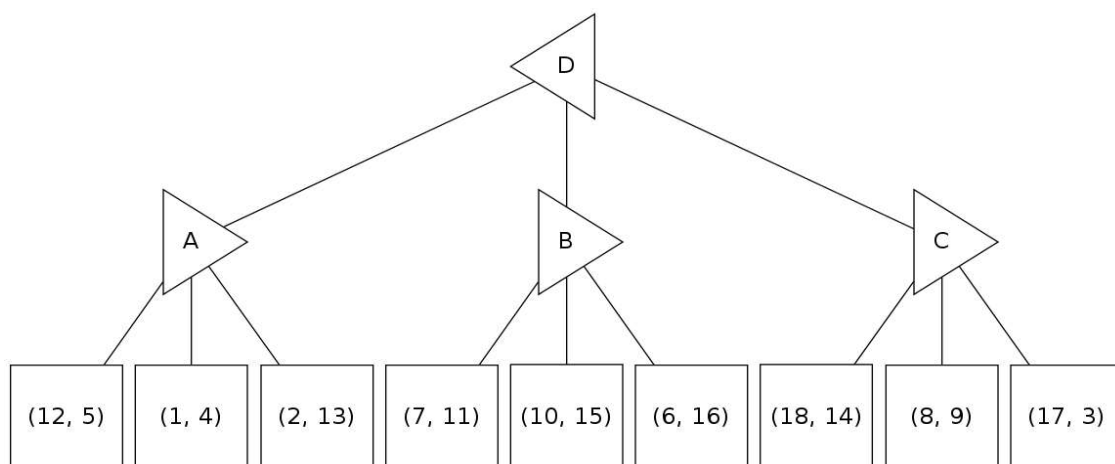 D
A
B
C
(12, 5)
(1, 4)
(2, 13)
(7, 11)
(10, 15)
(6, 16)
(18, 14)
(8, 9)
(17, 3)